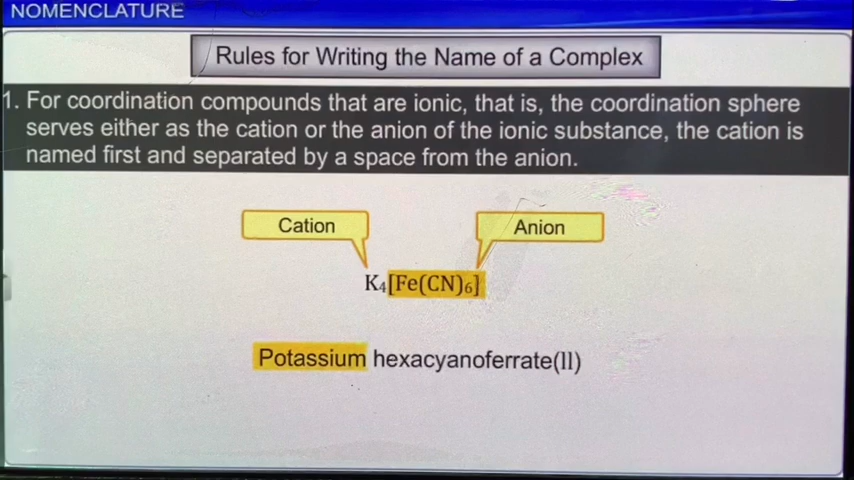 NOMENCLATURE
Rules for Writing the Name of a Complex
1. For coordination compounds that are ionic, that is, the coordination sphere
serves either as the cation or the anion of the ionic substance, the cation is
named first and separated by a space from the anion.
Cation Anion
K₄[Fe(CN)₆]
Potassium hexacyanoferrate(II)